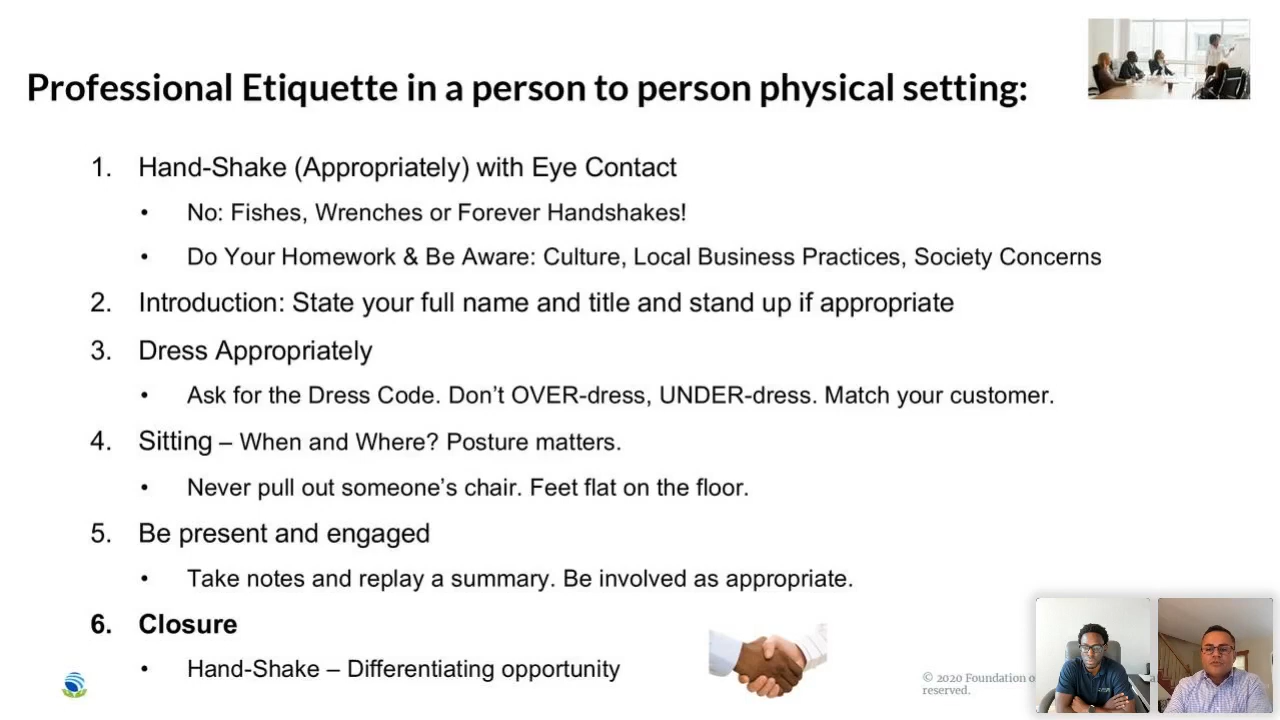 Professional Etiquette in a person to person physical setting:
1. Hand-Shake (Appropriately) with Eye Contact
• No: Fishes, Wrenches or Forever Handshakes!
• Do Your Homework & Be Aware: Culture, Local Business Practices, Society Concerns
2. Introduction: State your full name and title and stand up if appropriate
3. Dress Appropriately
• Ask for the Dress Code. Don’t OVER-dress, UNDER-dress. Match your customer.
4. Sitting – When and Where? Posture matters.
• Never pull out someone’s chair. Feet flat on the floor.
5. Be present and engaged
• Take notes and replay a summary. Be involved as appropriate.
6. Closure
• Hand-Shake – Differentiating opportunity
© 2020 Foundation
reserved.